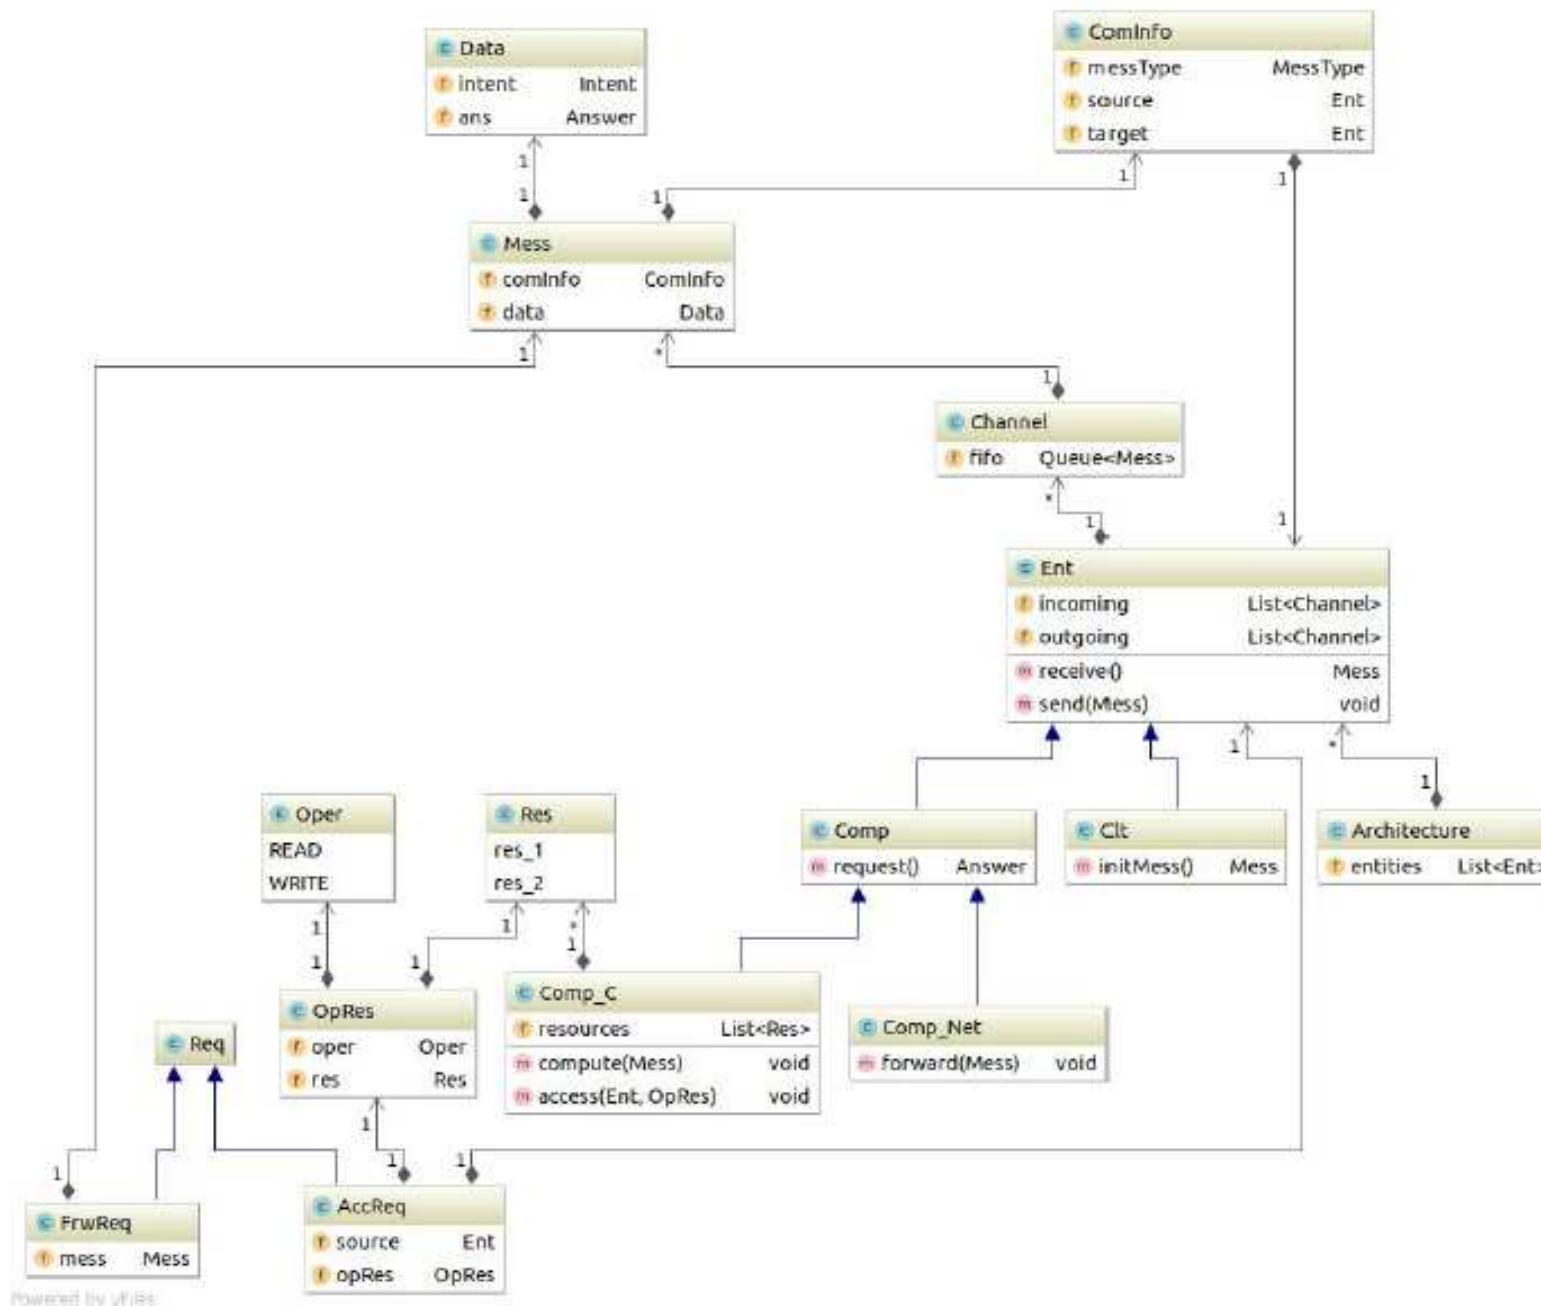 Data
intent Intent
ans Answer
ComInfo
messType MessType
source Ent
target Ent
1
1
1
1
1
1
Mess
comInfo ComInfo
data Data
1
*
1
Channel
fifo Queue<Mess>
*
1
1
Ent
incoming List<Channel>
outgoing List<Channel>
receive() Mess
send(Mess) void
1
*
1
Oper
READ
WRITE
Res
res_1
res_2
Comp
request() Answer
Clt
initMess() Mess
Architecture
entities List<Ent>
1
1
*
1
1
1
OpRes
oper Oper
res Res
Comp_C
resources List<Res>
compute(Mess) void
access(Ent, OpRes) void
Comp_Net
forward(Mess) void
Req
1
1
1
1
FrwReq
mess Mess
AccReq
source Ent
opRes OpRes
Powered by yFiles